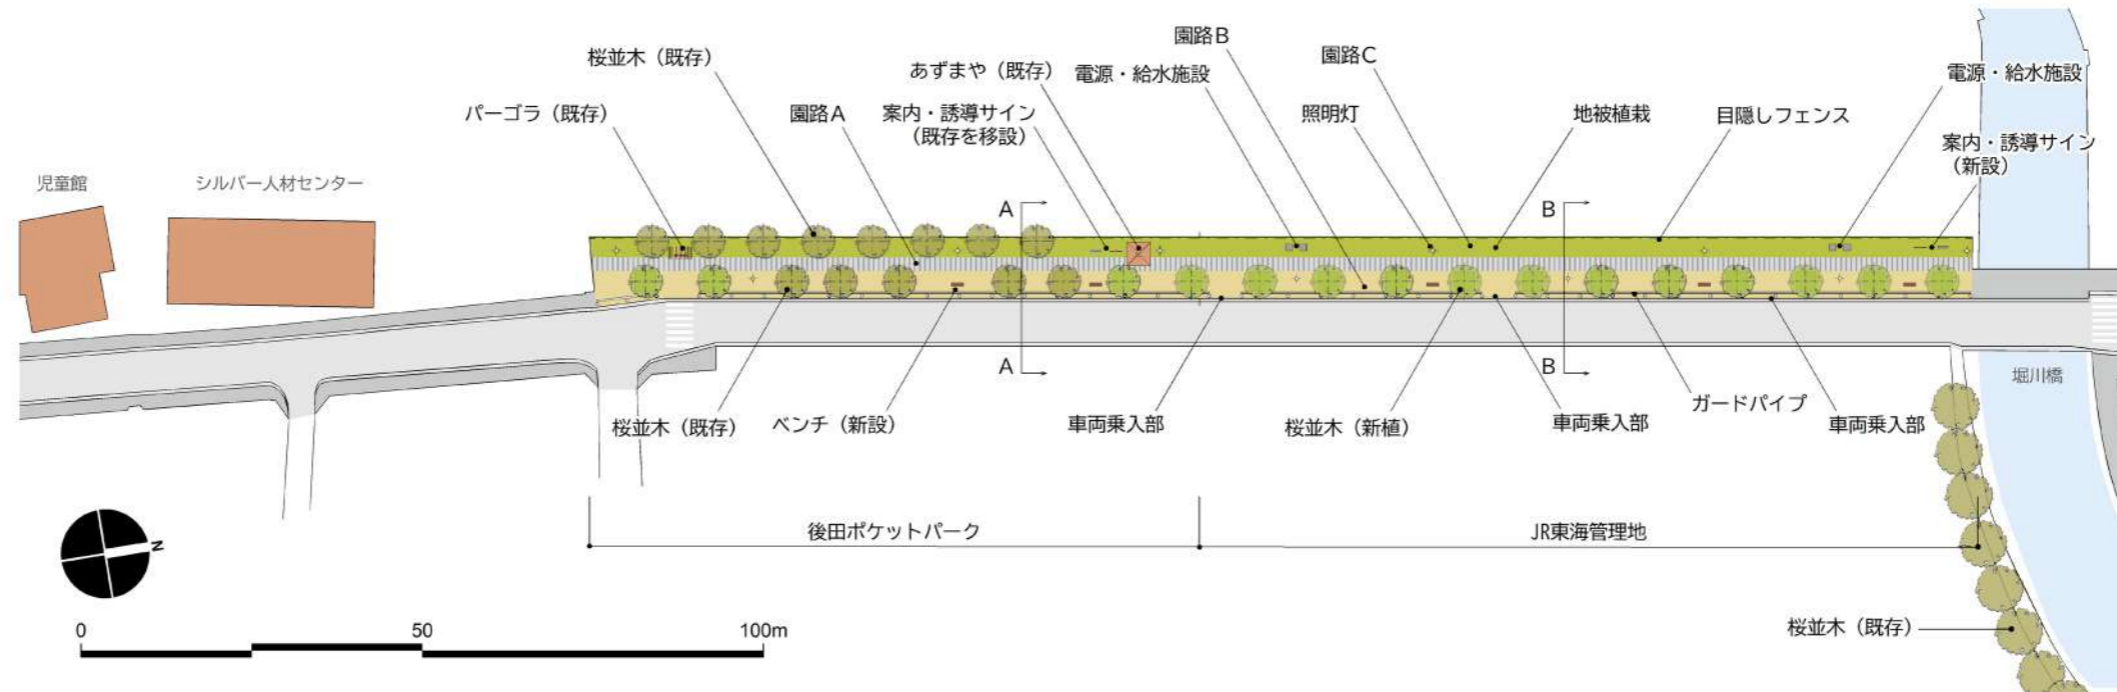 園路B
桜並木（既存）
園路C
あずまや（既存）
電源・給水施設
電源・給水施設
パーゴラ（既存）
園路A
案内・誘導サイン
（既存を移設）
照明灯
地被植栽
目隠しフェンス
案内・誘導サイン
（新設）
児童館
シルバー人材センター
A
B
A
B
堀川橋
桜並木（既存）
ベンチ（新設）
車両乗入部
桜並木（新植）
車両乗入部
ガードパイプ
車両乗入部
後田ポケットパーク
JR東海管理地
N
桜並木（既存）
0 50 100m